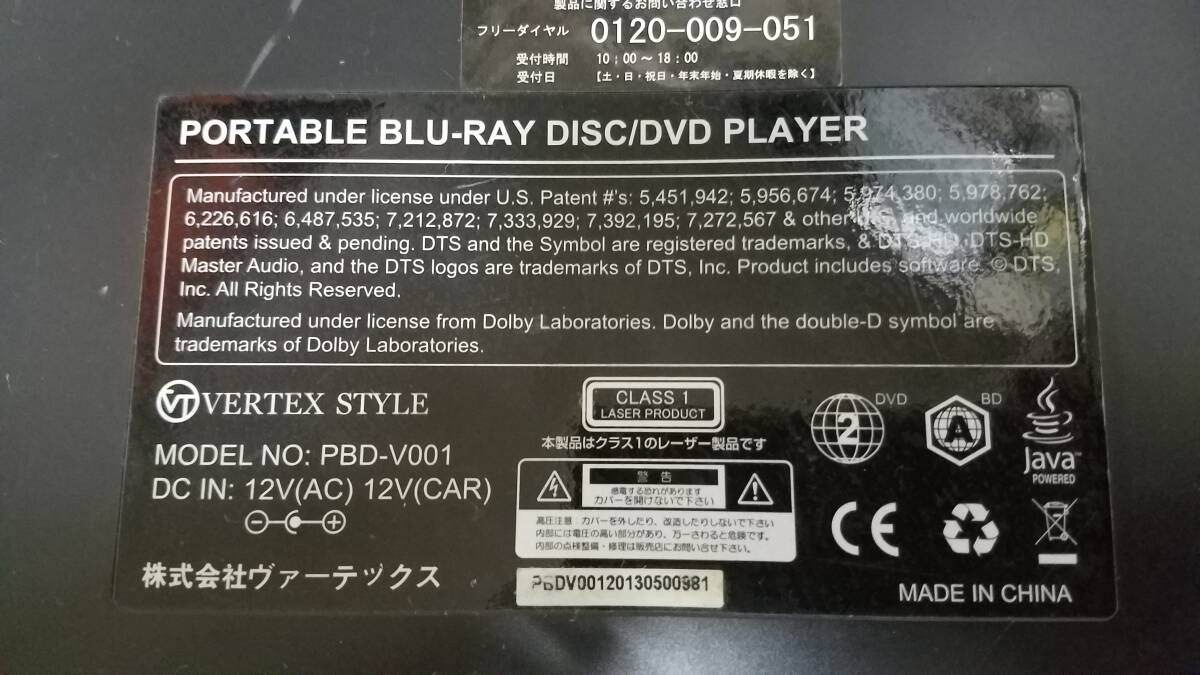 製品に関するお問い合わせ窓口
フリーダイヤル 0120-009-051
受付時間 10:00～18:00
受付日 【土・日・祝日・年末年始・夏期休暇を除く】
PORTABLE BLU-RAY DISC/DVD PLAYER
Manufactured under license under U.S. Patent #'s: 5,451,942; 5,956,674; 5,974,380; 5,978,762;
6,226,616; 6,487,535; 7,212,872; 7,333,929; 7,392,195; 7,272,567 & other U.S. and worldwide
patents issued & pending. DTS and the Symbol are registered trademarks, & DTS-HD, DTS-HD
Master Audio, and the DTS logos are trademarks of DTS, Inc. Product includes software. © DTS,
Inc. All Rights Reserved.
Manufactured under license from Dolby Laboratories. Dolby and the double-D symbol are
trademarks of Dolby Laboratories.
VT VERTEX STYLE
MODEL NO: PBD-V001
DC IN: 12V(AC) 12V(CAR)
株式会社ヴァーテックス
CLASS 1
LASER PRODUCT
本製品はクラス1のレーザー製品です
警告
感電する恐れがあります
カバーを開けないで下さい
高圧注意 カバーを外したり、改造したりしないで下さい
内部には電圧の高い部分があり、万一さわると危険です。
内部の点検整備・修理は販売店にお問い合せ下さい。
PBDV00120130500981
2 DVD
A BD
Java™
POWERED
CE
MADE IN CHINA